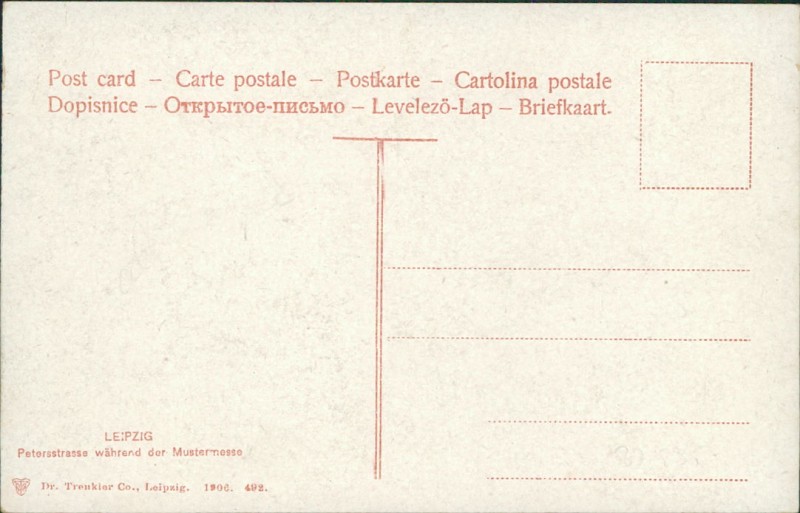 Post card – Carte postale – Postkarte – Cartolina postale
Dopisnice – Открытое-письмо – Levelező-Lap – Briefkaart.
LEIPZIG
Petersstrasse während der Mustermesse
Dr. Trenkler Co., Leipzig. 1906. 492.